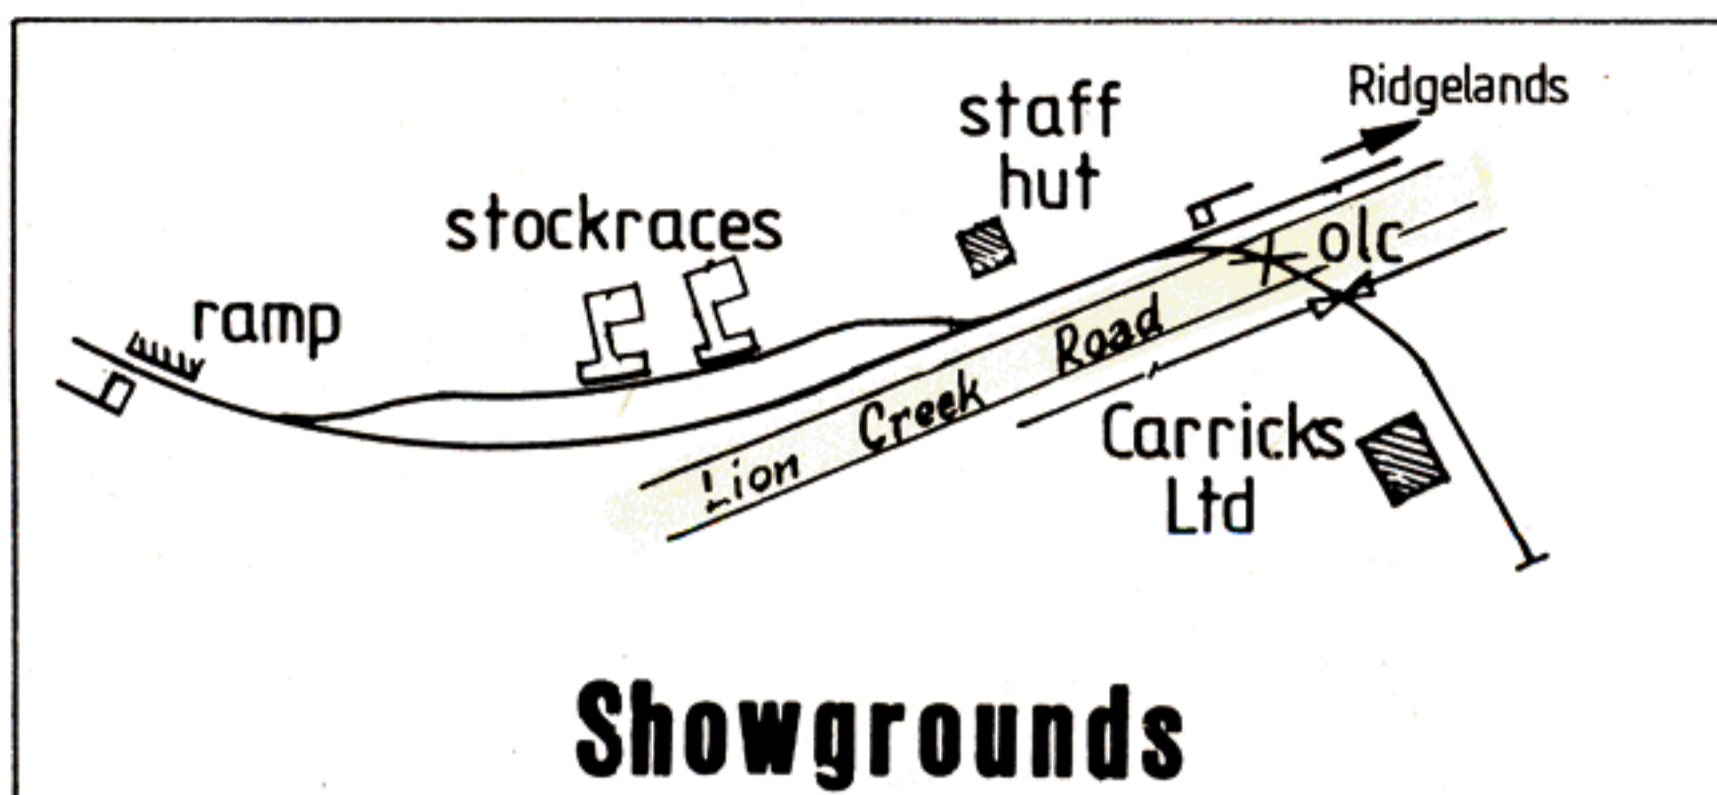 Ridgelands
staff
hut
stockraces
olc
ramp
Lion Creek Road
Carricks
Ltd
Showgrounds